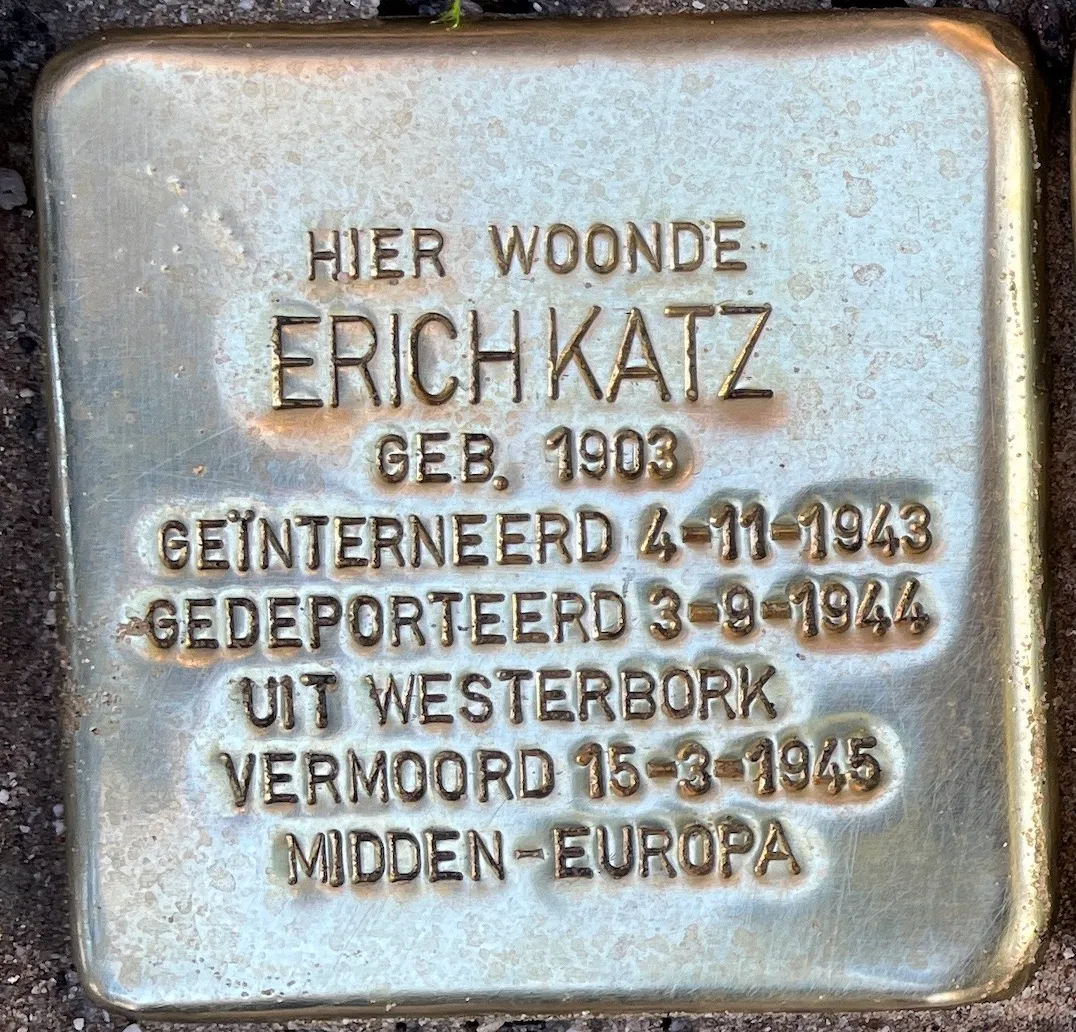 HIER WOONDE
ERICH KATZ
GEB. 1903
GEÏNTERNEERD 4-11-1943
GEDEPORTEERD 3-9-1944
UIT WESTERBORK
VERMOORD 15-3-1945
MIDDEN-EUROPA